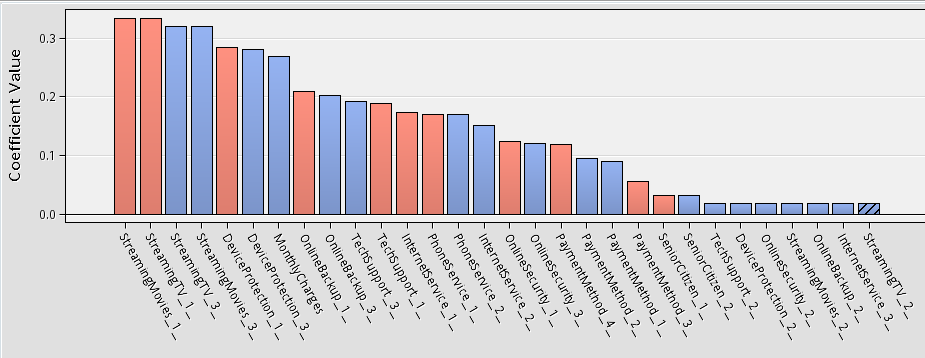 Coefficient Value
0.3
0.2
0.1
0.0
StreamingMovies_1_
StreamingTV_1_
StreamingTV_3_
StreamingMovies_3_
DeviceProtection_1_
DeviceProtection_3_
MonthlyCharges
OnlineBackup_1_
OnlineBackup_3_
TechSupport_3_
TechSupport_1_
InternetService_1_
PhoneService_1_
PhoneService_2_
InternetService_2_
OnlineSecurity_1_
OnlineSecurity_3_
PaymentMethod_4_
PaymentMethod_2_
PaymentMethod_1_
PaymentMethod_3_
SeniorCitizen_1_
SeniorCitizen_2_
TechSupport_2_
DeviceProtection_2_
OnlineSecurity_2_
StreamingMovies_2_
OnlineBackup_2_
InternetService_3_
StreamingTV_2_